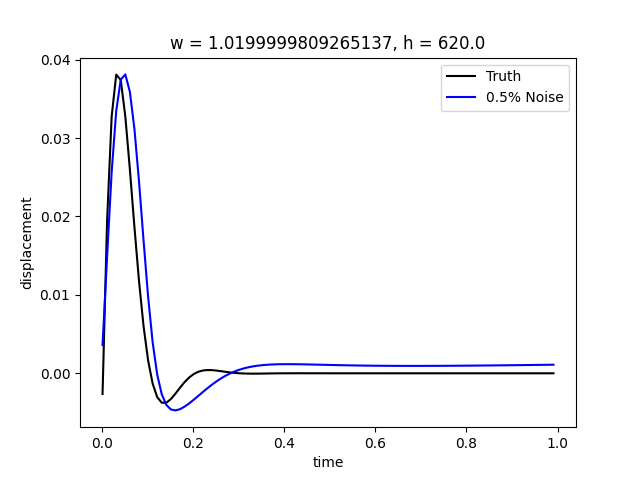 w = 1.0199999809265137, h = 620.0
Truth
0.5% Noise
0.04
0.03
0.02
0.01
0.00
displacement
0.0 0.2 0.4 0.6 0.8 1.0
time